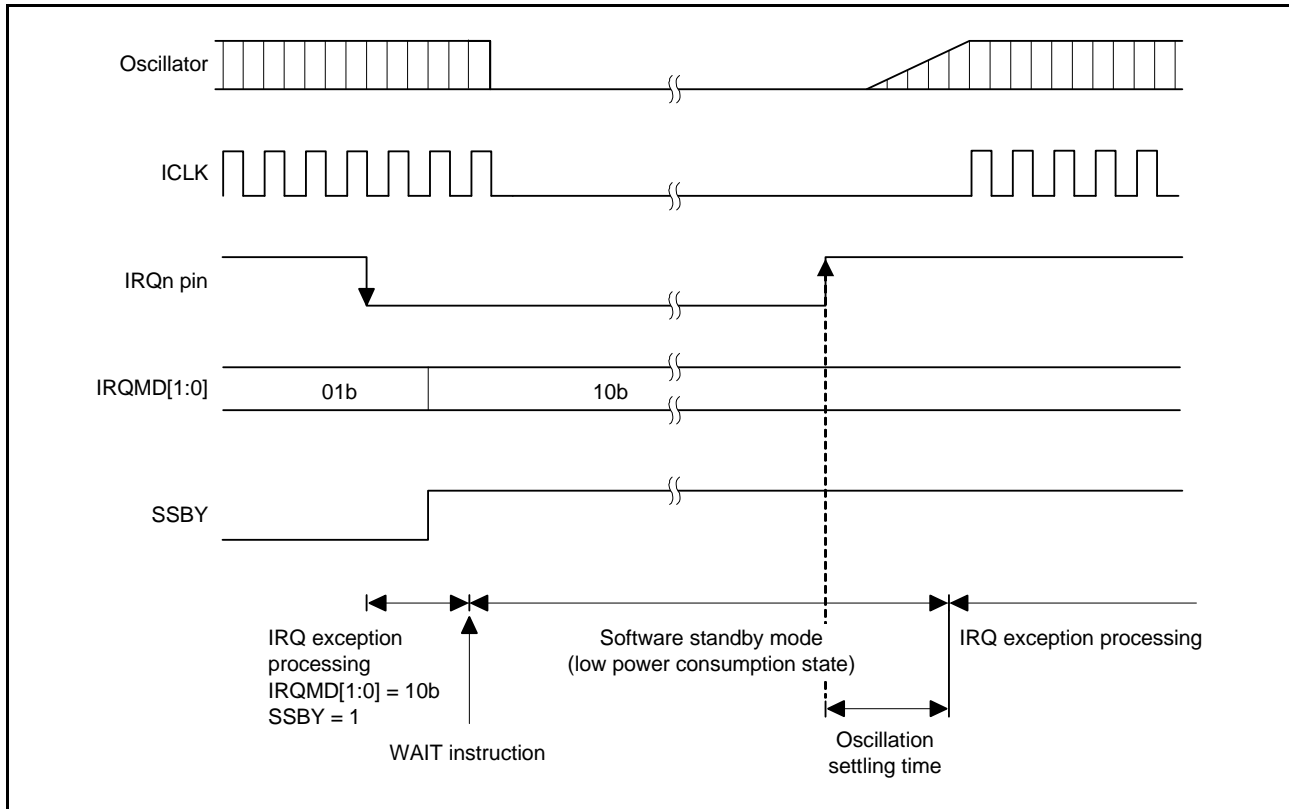 Oscillator
ICLK
IRQn pin
IRQMD[1:0]
01b
10b
SSBY
IRQ exception
processing
IRQMD[1:0] = 10b
SSBY = 1
WAIT instruction
Software standby mode
(low power consumption state)
IRQ exception processing
Oscillation
settling time